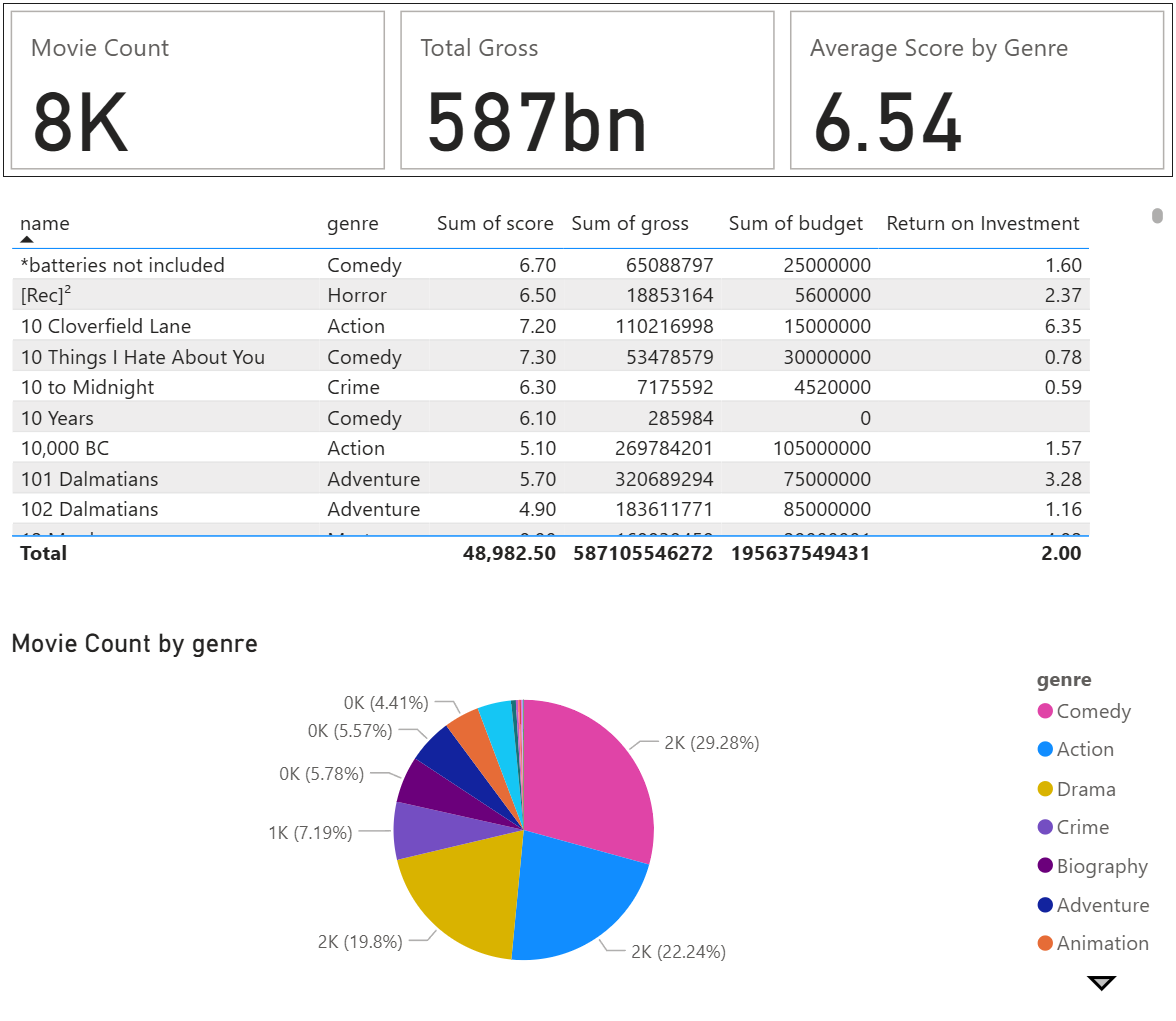 Movie Count
8K
Total Gross
587bn
Average Score by Genre
6.54
name genre Sum of score Sum of gross Sum of budget Return on Investment
*batteries not included Comedy 6.70 65088797 25000000 1.60
[Rec]² Horror 6.50 18853164 5600000 2.37
10 Cloverfield Lane Action 7.20 110216998 15000000 6.35
10 Things I Hate About You Comedy 7.30 53478579 30000000 0.78
10 to Midnight Crime 6.30 7175592 4520000 0.59
10 Years Comedy 6.10 285984 0
10,000 BC Action 5.10 269784201 105000000 1.57
101 Dalmatians Adventure 5.70 320689294 75000000 3.28
102 Dalmatians Adventure 4.90 183611771 85000000 1.16
Total 48,982.50 587105546272 195637549431 2.00
Movie Count by genre
0K (4.41%)
0K (5.57%)
0K (5.78%)
1K (7.19%)
2K (19.8%)
2K (29.28%)
2K (22.24%)
genre
Comedy
Action
Drama
Crime
Biography
Adventure
Animation